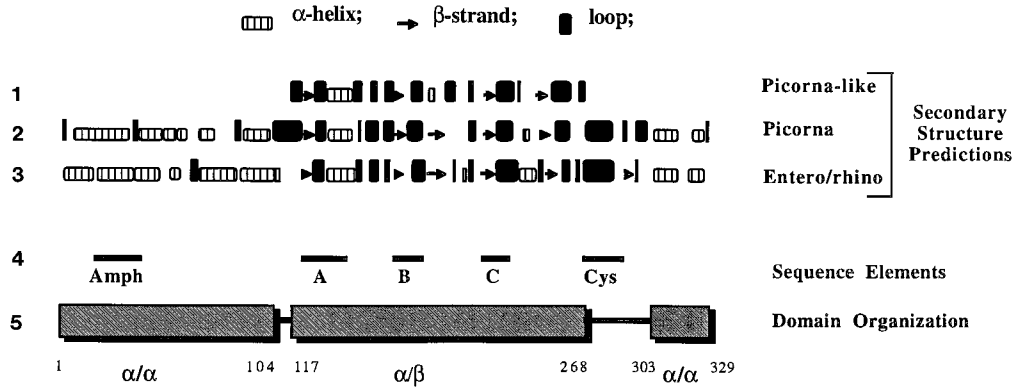 α-helix; β-strand; loop;
1 Picorna-like
2 Picorna
3 Entero/rhino
Secondary
Structure
Predictions
4 Sequence Elements
Amph A B C Cys
5 Domain Organization
1 104 117 268 303 329
α/α α/β α/α